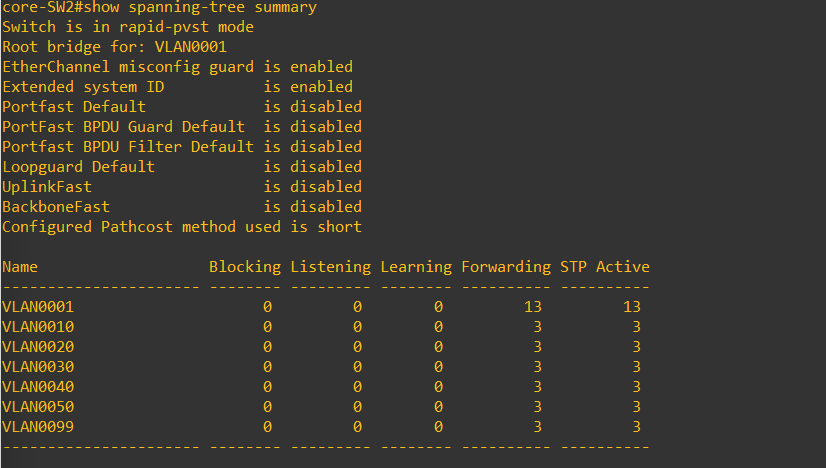 core-SW2#show spanning-tree summary
Switch is in rapid-pvst mode
Root bridge for: VLAN0001
EtherChannel misconfig guard is enabled
Extended system ID           is enabled
Portfast Default             is disabled
PortFast BPDU Guard Default  is disabled
Portfast BPDU Filter Default is disabled
Loopguard Default            is disabled
UplinkFast                   is disabled
BackboneFast                 is disabled
Configured Pathcost method used is short

Name                   Blocking Listening Learning Forwarding STP Active
---------------------- -------- --------- -------- ---------- ----------
VLAN0001                     0         0        0         13         13
VLAN0010                     0         0        0          3          3
VLAN0020                     0         0        0          3          3
VLAN0030                     0         0        0          3          3
VLAN0040                     0         0        0          3          3
VLAN0050                     0         0        0          3          3
VLAN0099                     0         0        0          3          3
---------------------- -------- --------- -------- ---------- ----------